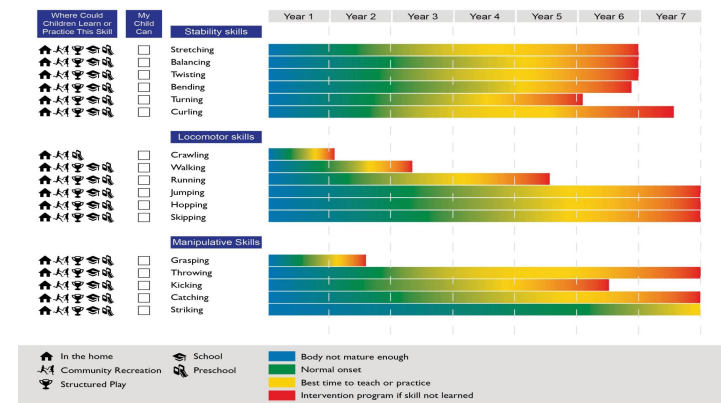 Where Could
Children Learn or
Practice This Skill
My
Child
Can
Stability skills
Year 1 Year 2 Year 3 Year 4 Year 5 Year 6 Year 7
Stretching
Balancing
Twisting
Bending
Turning
Curling
Locomotor skills
Crawling
Walking
Running
Jumping
Hopping
Skipping
Manipulative Skills
Grasping
Throwing
Kicking
Catching
Striking
In the home
Community Recreation
Structured Play
School
Preschool
Body not mature enough
Normal onset
Best time to teach or practice
Intervention program if skill not learned